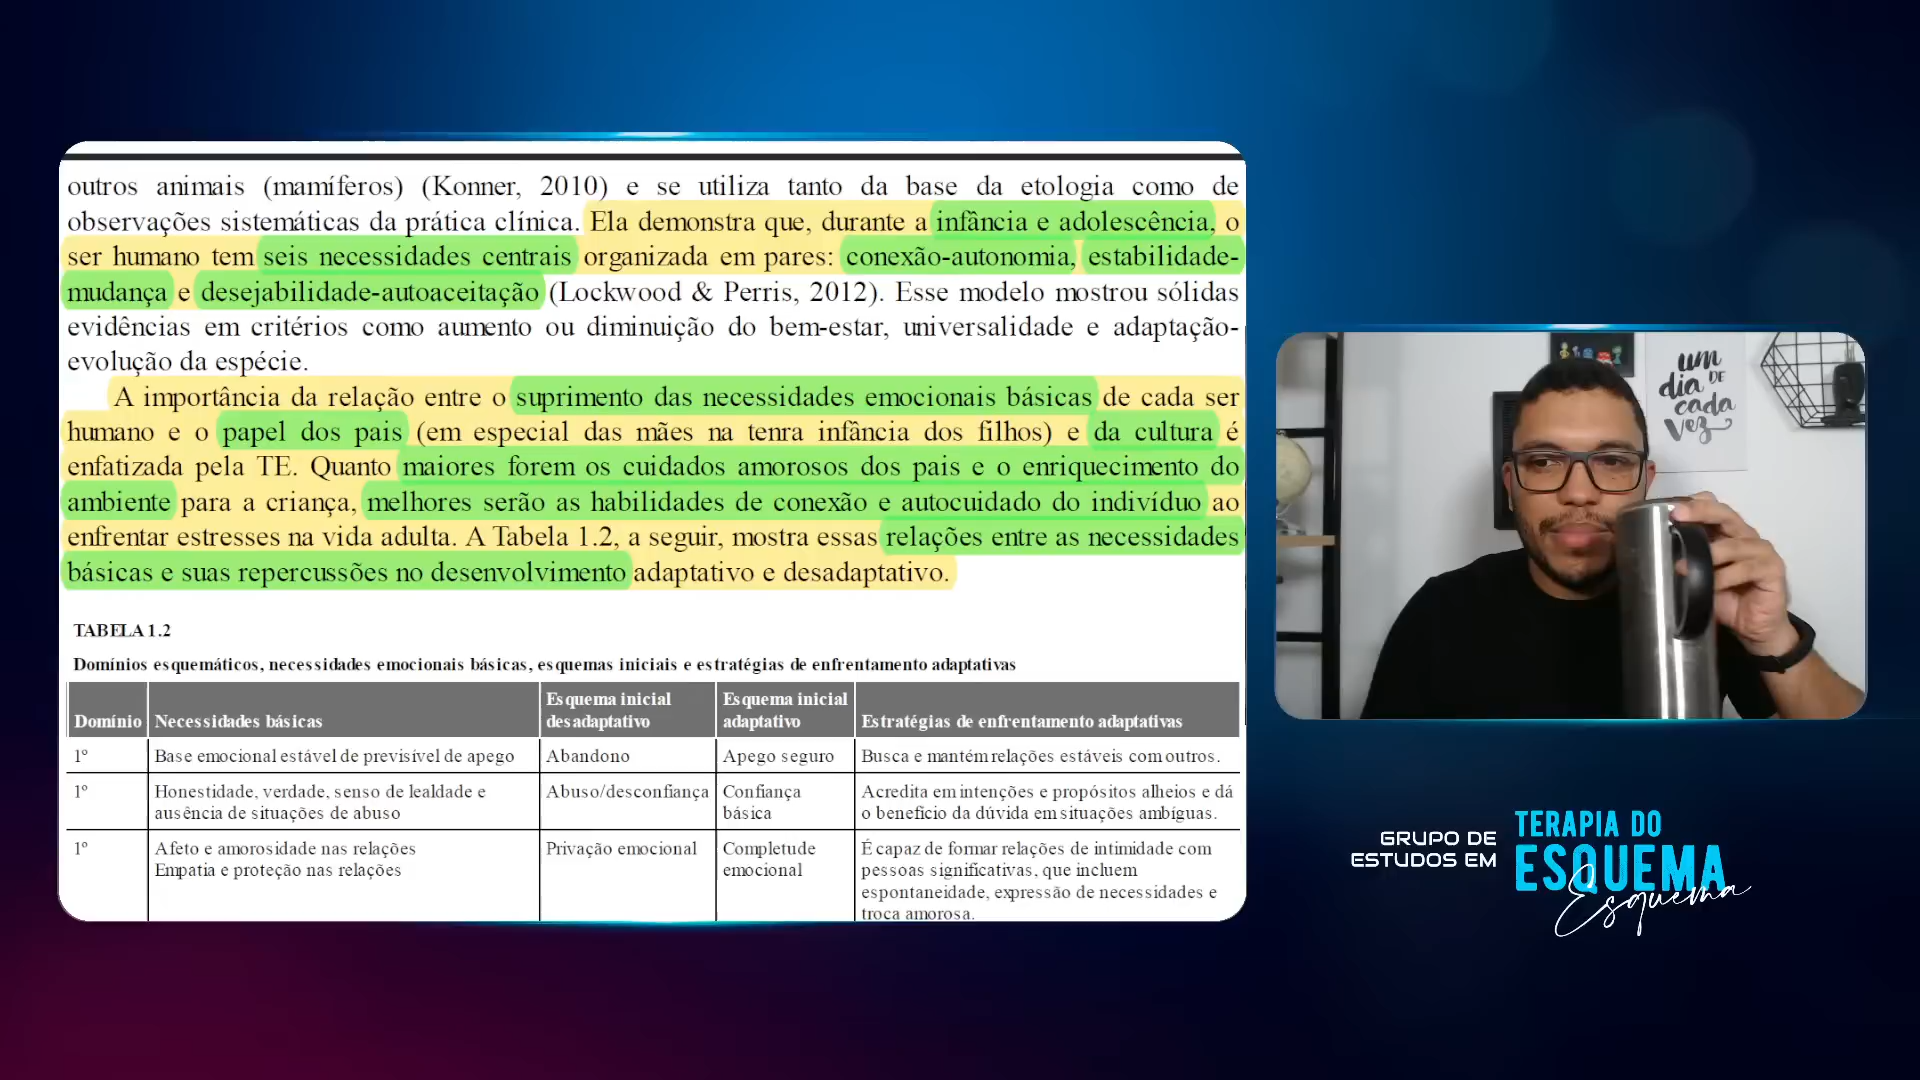 outros animais (mamíferos) (Konner, 2010) e se utiliza tanto da base da etologia como de
observações sistemáticas da prática clínica. Ela demonstra que, durante a infância e adolescência, o
ser humano tem seis necessidades centrais organizada em pares: conexão-autonomia, estabilidade-
mudança e desejabilidade-autoaceitação (Lockwood & Perris, 2012). Esse modelo mostrou sólidas
evidências em critérios como aumento ou diminuição do bem-estar, universalidade e adaptação-
evolução da espécie.
A importância da relação entre o suprimento das necessidades emocionais básicas de cada ser
humano e o papel dos pais (em especial das mães na tenra infância dos filhos) e da cultura é
enfatizada pela TE. Quanto maiores forem os cuidados amorosos dos pais e o enriquecimento do
ambiente para a criança, melhores serão as habilidades de conexão e autocuidado do indivíduo ao
enfrentar estresses na vida adulta. A Tabela 1.2, a seguir, mostra essas relações entre as necessidades
básicas e suas repercussões no desenvolvimento adaptativo e desadaptativo.
TABELA 1.2
Domínios esquemáticos, necessidades emocionais básicas, esquemas iniciais e estratégias de enfrentamento adaptativas
Domínio
Necessidades básicas
Esquema inicial
desadaptativo
Esquema inicial
adaptativo
Estratégias de enfrentamento adaptativas
1º
Base emocional estável de previsível de apego
Abandono
Apego seguro
Busca e mantém relações estáveis com outros.
1º
Honestidade, verdade, senso de lealdade e
ausência de situações de abuso
Abuso/desconfiança
Confiança
básica
Acredita em intenções e propósitos alheios e dá
o benefício da dúvida em situações ambíguas.
1º
Afeto e amorosidade nas relações
Empatia e proteção nas relações
Privação emocional
Completude
emocional
É capaz de formar relações de intimidade com
pessoas significativas, que incluem
espontaneidade, expressão de necessidades e
troca amorosa.
um
dia DE
cada
vez
GRUPO DE
ESTUDOS EM
TERAPIA DO
ESQUEMA
Esquema